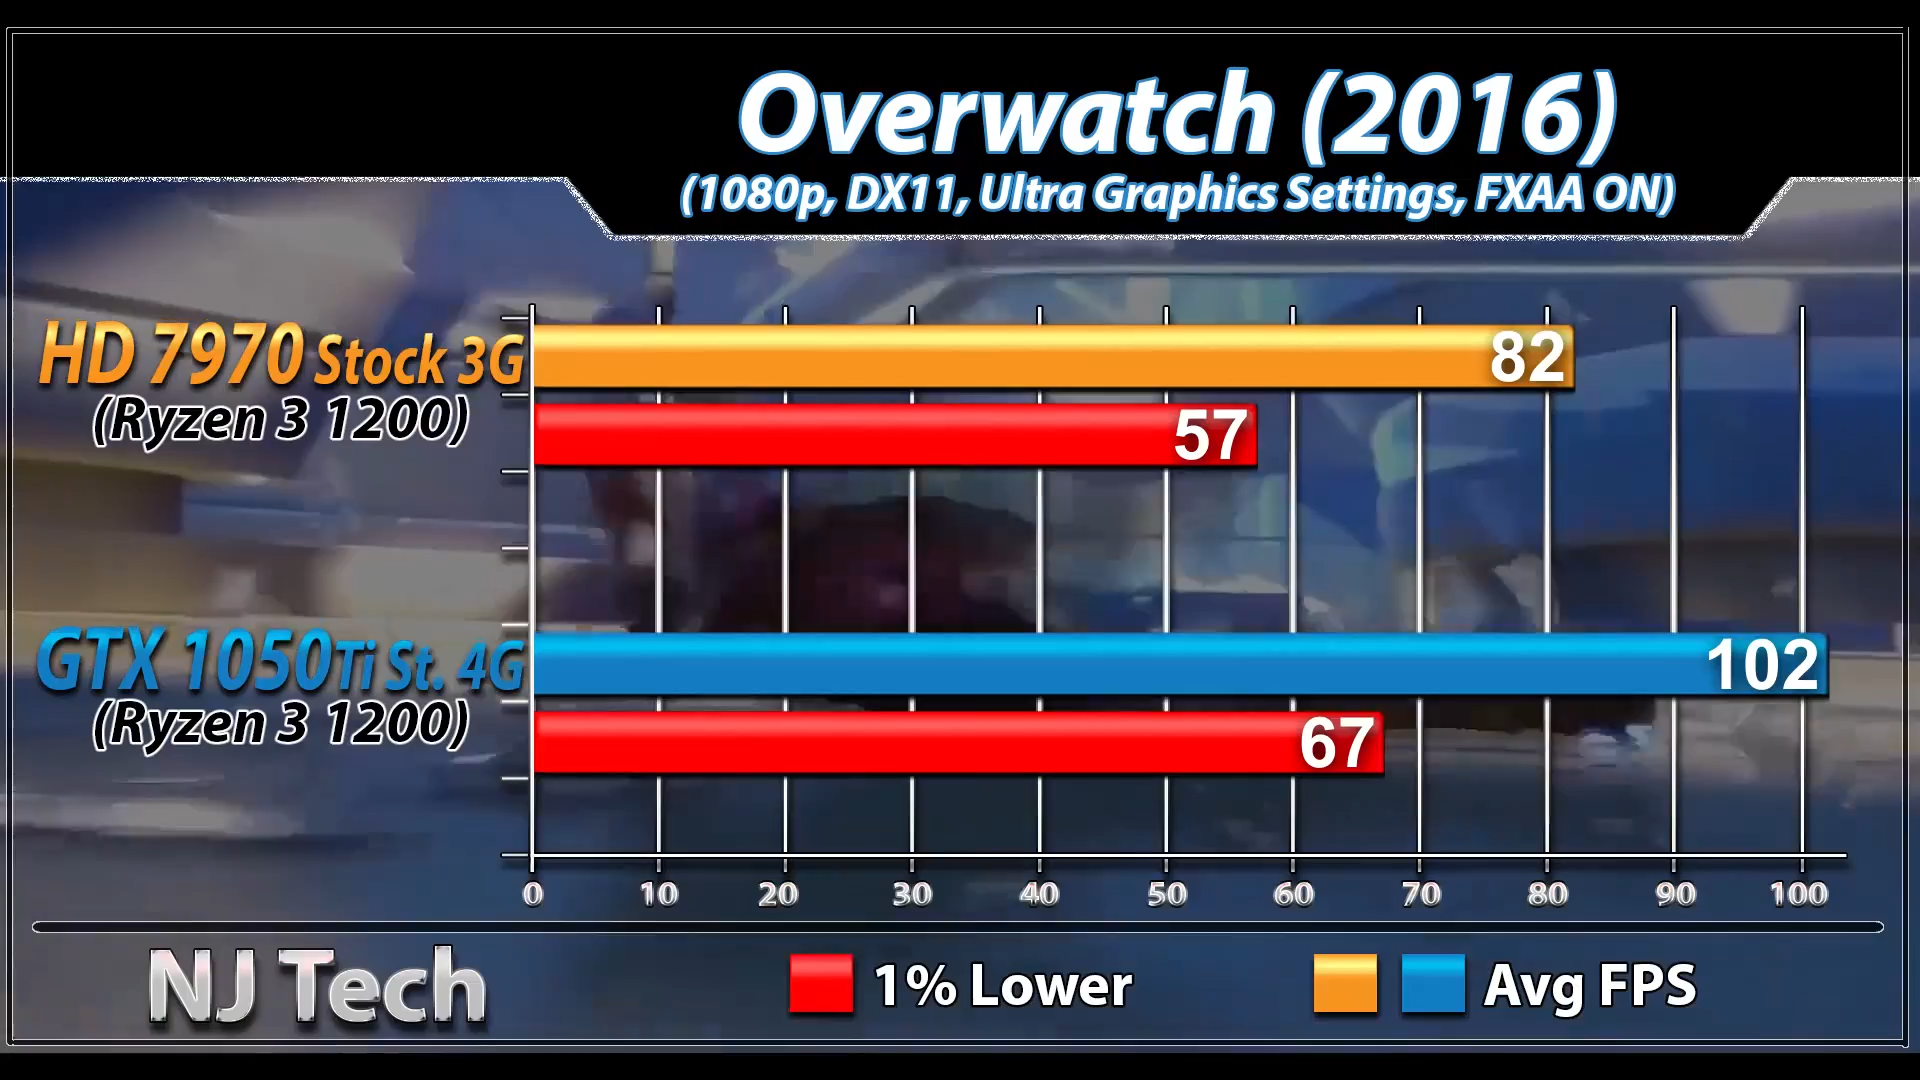 Overwatch (2016)
(1080p, DX11, Ultra Graphics Settings, FXAA ON)
HD 7970 Stock 3G
(Ryzen 3 1200)
82
57
GTX 1050Ti St. 4G
(Ryzen 3 1200)
102
67
0 10 20 30 40 50 60 70 80 90 100
NJ Tech
1% Lower
Avg FPS